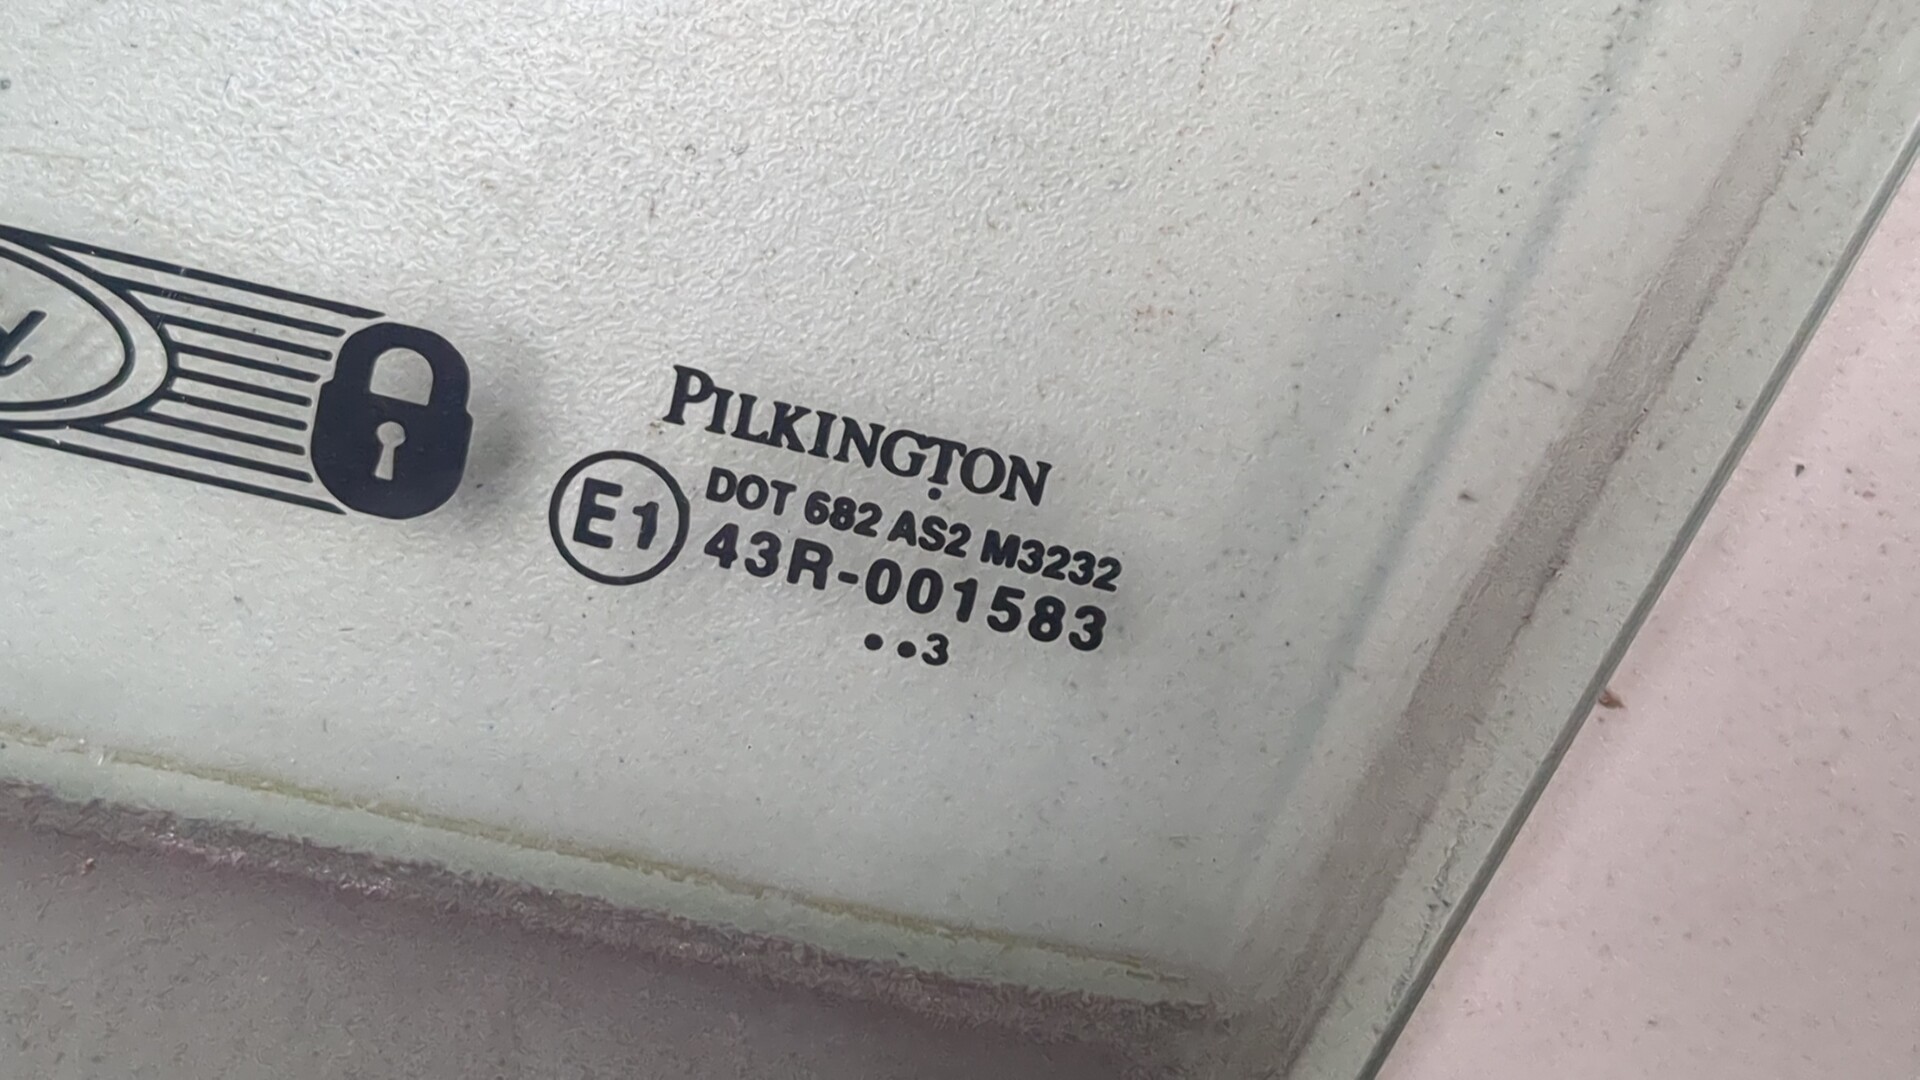 PILKINGTON
E1
DOT 682 AS2 M3232
43R-001583
• •3